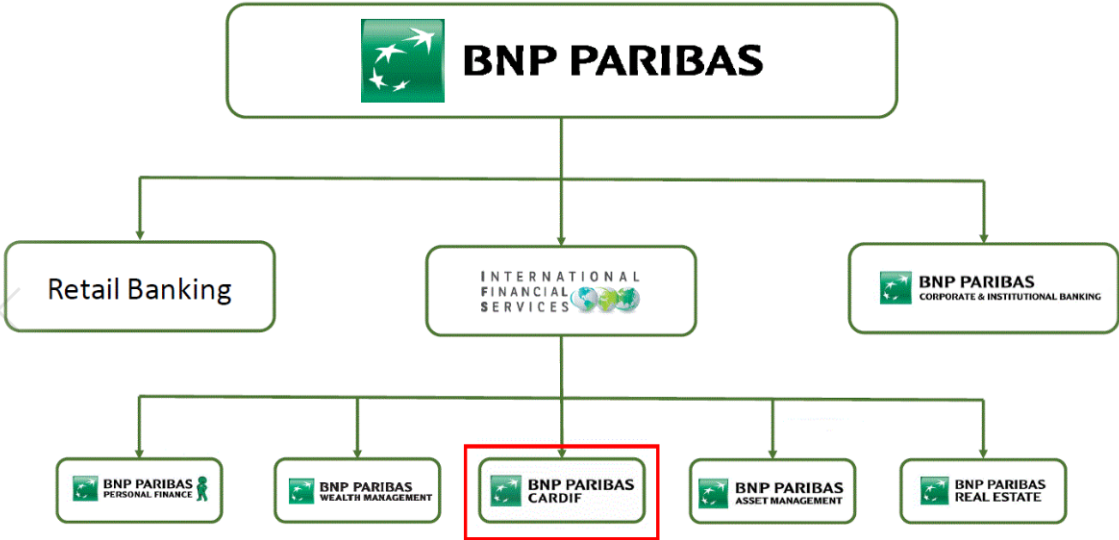 BNP PARIBAS
Retail Banking
INTERNATIONAL
FINANCIAL
SERVICES
BNP PARIBAS
CORPORATE & INSTITUTIONAL BANKING
BNP PARIBAS
PERSONAL FINANCE
BNP PARIBAS
WEALTH MANAGEMENT
BNP PARIBAS
CARDIF
BNP PARIBAS
ASSET MANAGEMENT
BNP PARIBAS
REAL ESTATE